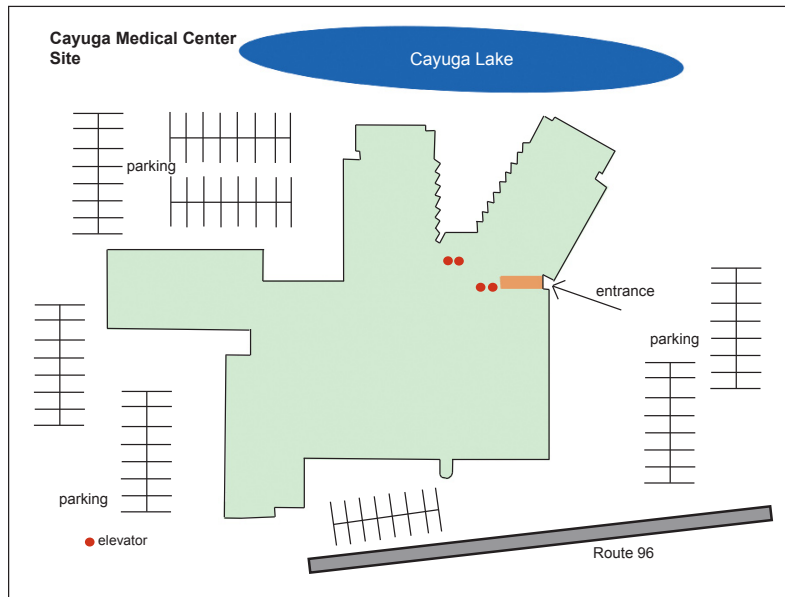 Cayuga Medical Center
Site
Cayuga Lake
parking
entrance
parking
parking
elevator
Route 96